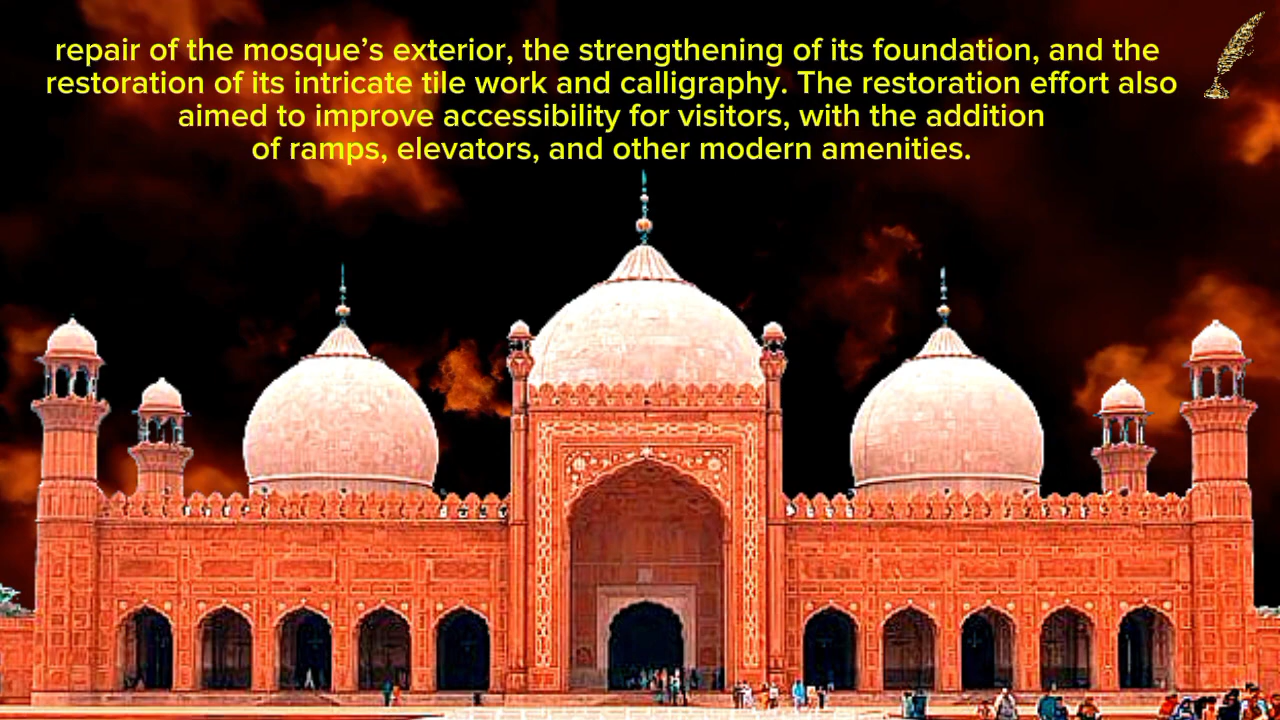 repair of the mosque’s exterior, the strengthening of its foundation, and the
restoration of its intricate tile work and calligraphy. The restoration effort also
aimed to improve accessibility for visitors, with the addition
of ramps, elevators, and other modern amenities.